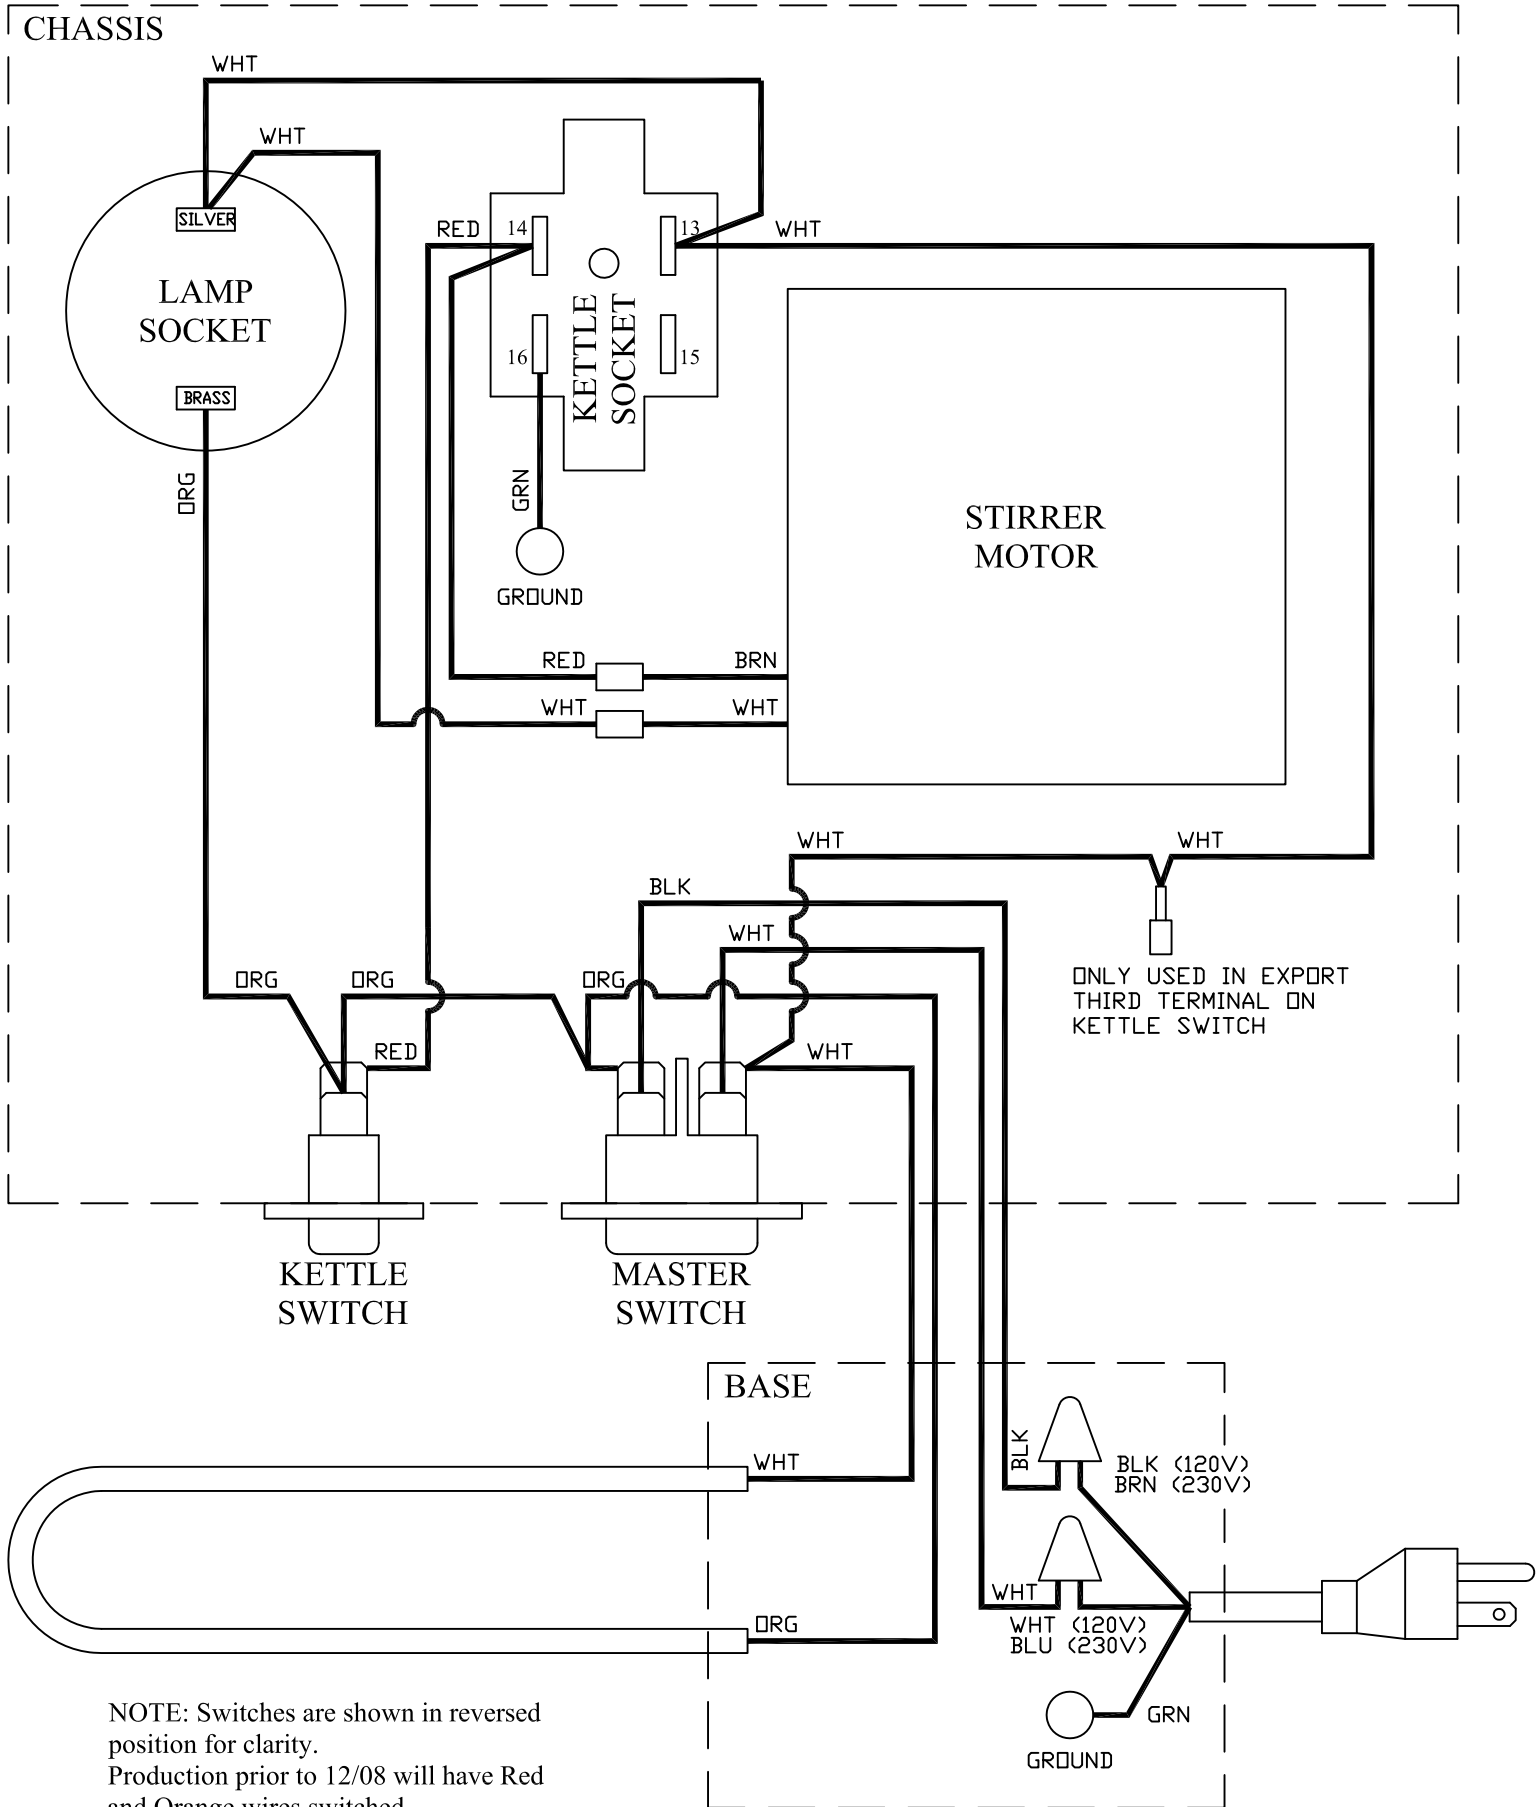 CHASSIS
WHT
WHT
SILVER
LAMP
SOCKET
BRASS
ORG
RED
14
13
WHT
16
15
KETTLE
SOCKET
GRN
GROUND
STIRRER
MOTOR
RED
BRN
WHT
WHT
WHT
WHT
BLK
WHT
ORG
ORG
ORG
RED
WHT
ONLY USED IN EXPORT
THIRD TERMINAL ON
KETTLE SWITCH
KETTLE
SWITCH
MASTER
SWITCH
BASE
BLK
BLK (120V)
BRN (230V)
WHT
WHT
WHT (120V)
BLU (230V)
ORG
GRN
GROUND
NOTE: Switches are shown in reversed
position for clarity.
Production prior to 12/08 will have Red
and Orange wires switched